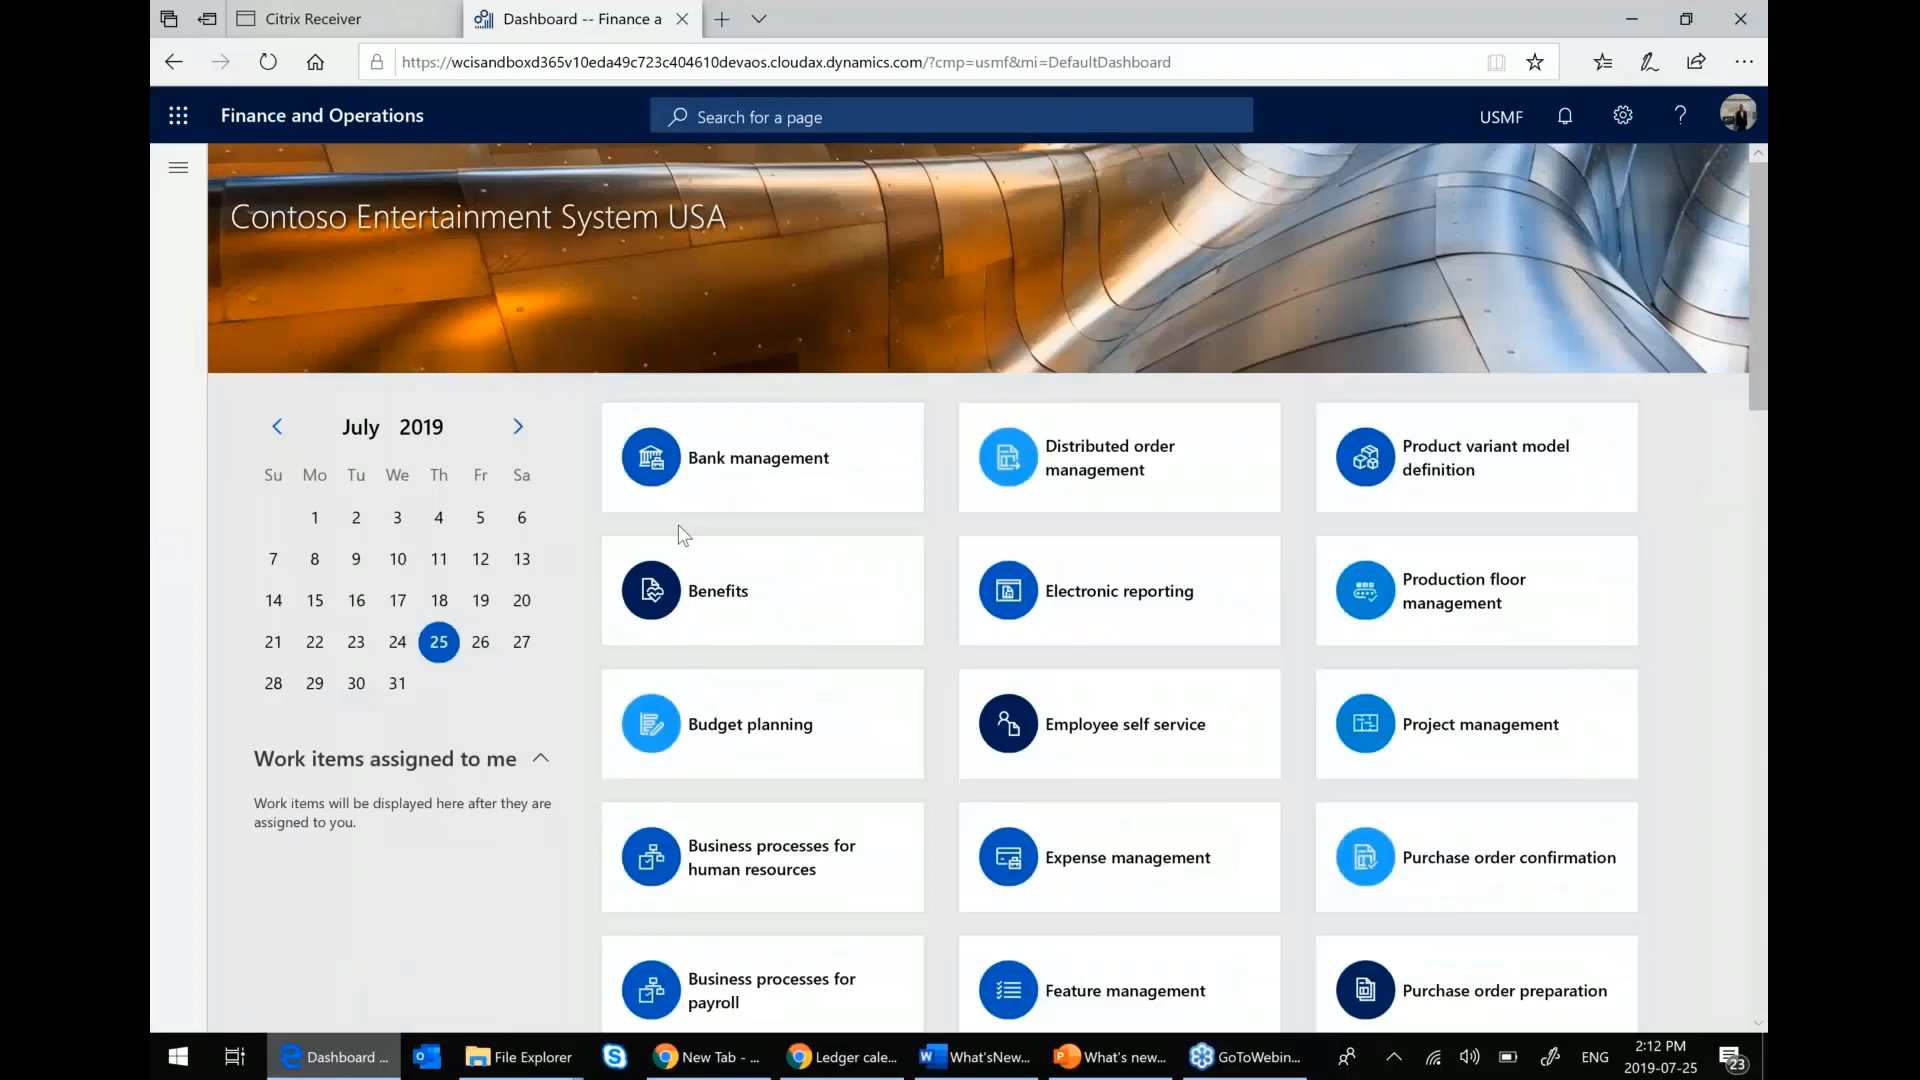 Citrix Receiver
Dashboard -- Finance a
https://wcisandboxd365v10eda49c723c404610devaos.cloudax.dynamics.com/?cmp=usmf&mi=DefaultDashboard
Finance and Operations
Search for a page
USMF
Contoso Entertainment System USA
July 2019
Su Mo Tu We Th Fr Sa
1 2 3 4 5 6
7 8 9 10 11 12 13
14 15 16 17 18 19 20
21 22 23 24 25 26 27
28 29 30 31
Work items assigned to me
Work items will be displayed here after they are
assigned to you.
Bank management
Distributed order
management
Product variant model
definition
Benefits
Electronic reporting
Production floor
management
Budget planning
Employee self service
Project management
Business processes for
human resources
Expense management
Purchase order confirmation
Business processes for
payroll
Feature management
Purchase order preparation
Dashboard ...
File Explorer
New Tab - ...
Ledger cale...
What'sNew...
What's new...
GoToWebin...
ENG
2:12 PM
2019-07-25
23